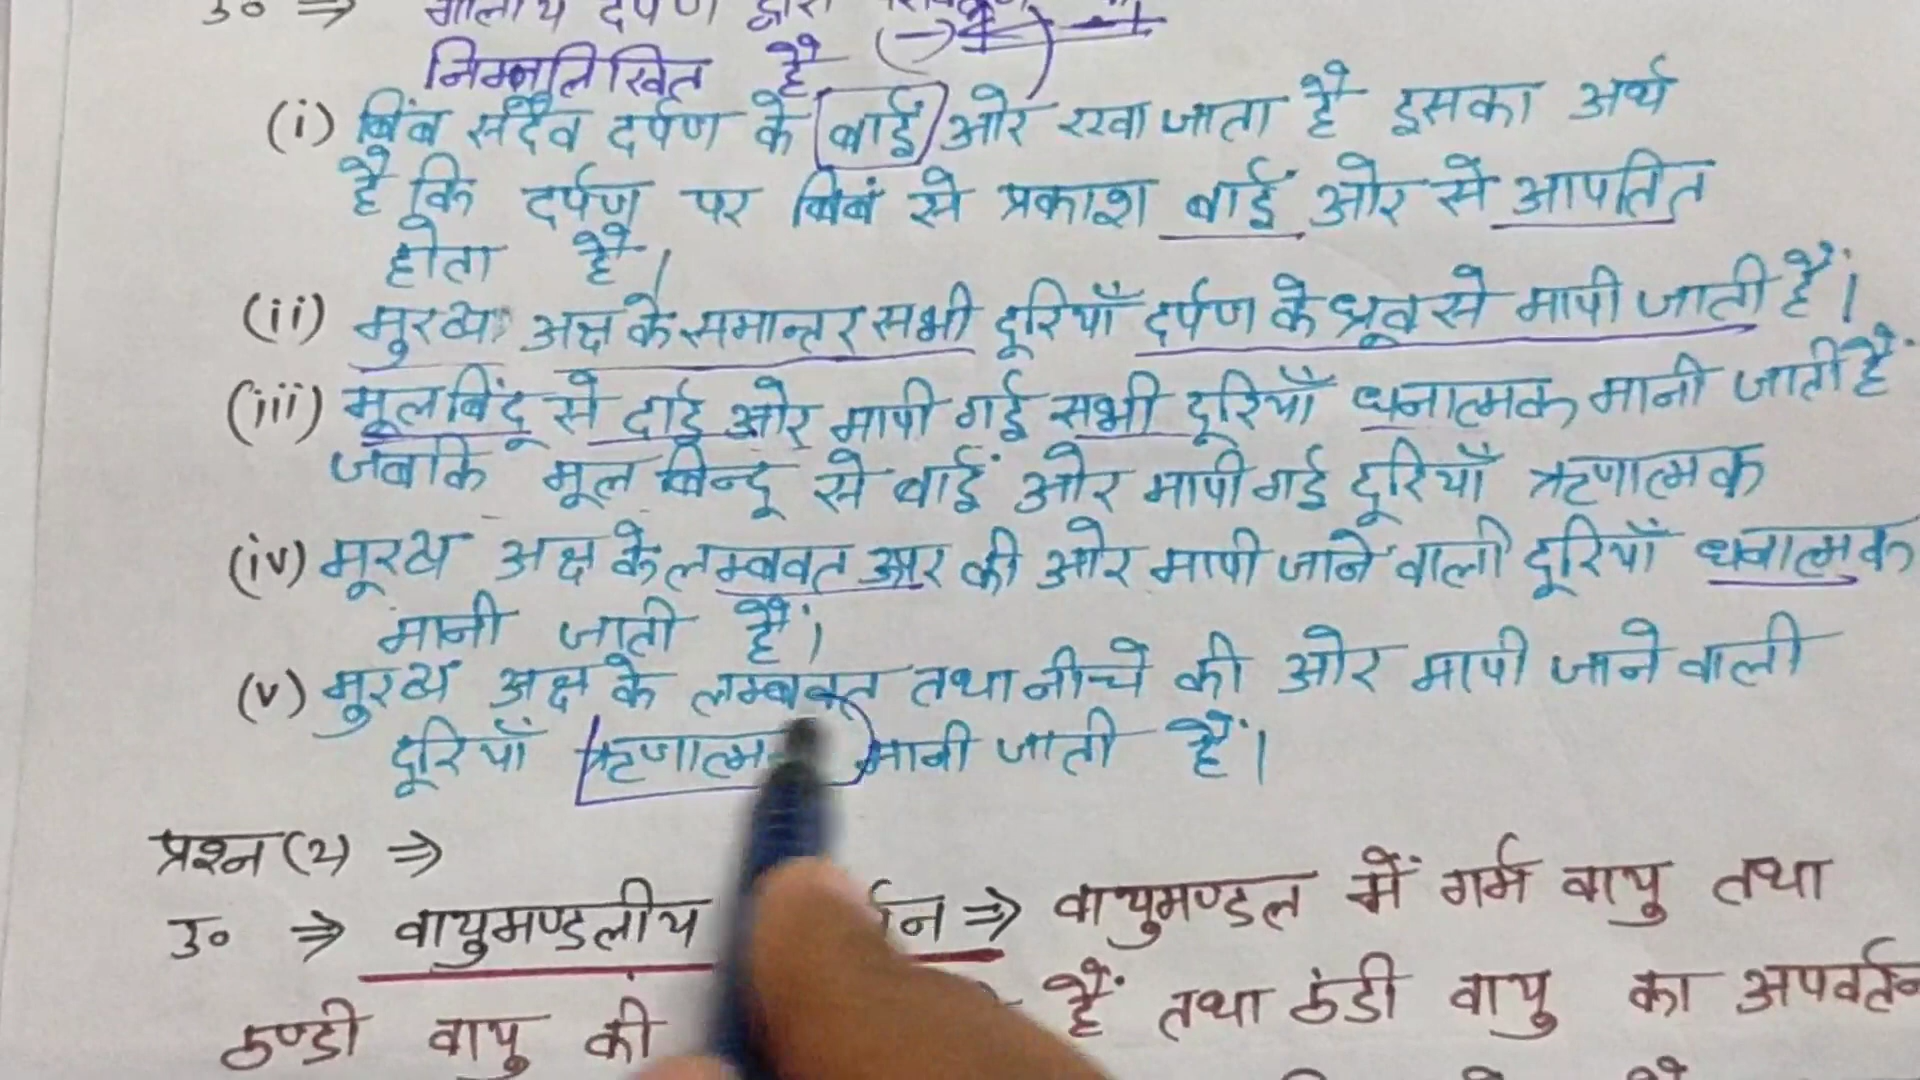 उ० ⇒ गोलीय दर्पण द्वारा
निम्नलिखित है
(i) बिंब सदैव दर्पण के बाईं ओर रखा जाता है इसका अर्थ
है कि दर्पण पर बिंब से प्रकाश बाईं ओर से आपतित
होता है।
(ii) मुख्य अक्ष के समान्तर सभी दूरियाँ दर्पण के ध्रूव से मापी जाती हैं।
(iii) मूलबिंदू से दाई ओर मापी गई सभी दूरियाँ धनात्मक मानी जाती हैं
जबकि मूल बिन्दू से बाईं ओर मापी गई दूरियाँ ऋणात्मक
(iv) मूख्य अक्ष के लम्बवत ऊपर की ओर मापी जाने वाली दूरियाँ धनात्मक
मानी जाती हैं।
(v) मुख्य अक्ष के लम्बवत तथा नीचे की ओर मापी जाने वाली
दूरियाँ मानी जाती हैं।
प्रश्न (2) ⇒
उ० ⇒ वायुमण्डलीय ⇒ वायुमण्डल में गर्म वायु तथा
ठण्डी वायु की हैं तथा ठंडी वायु का अपवर्तन